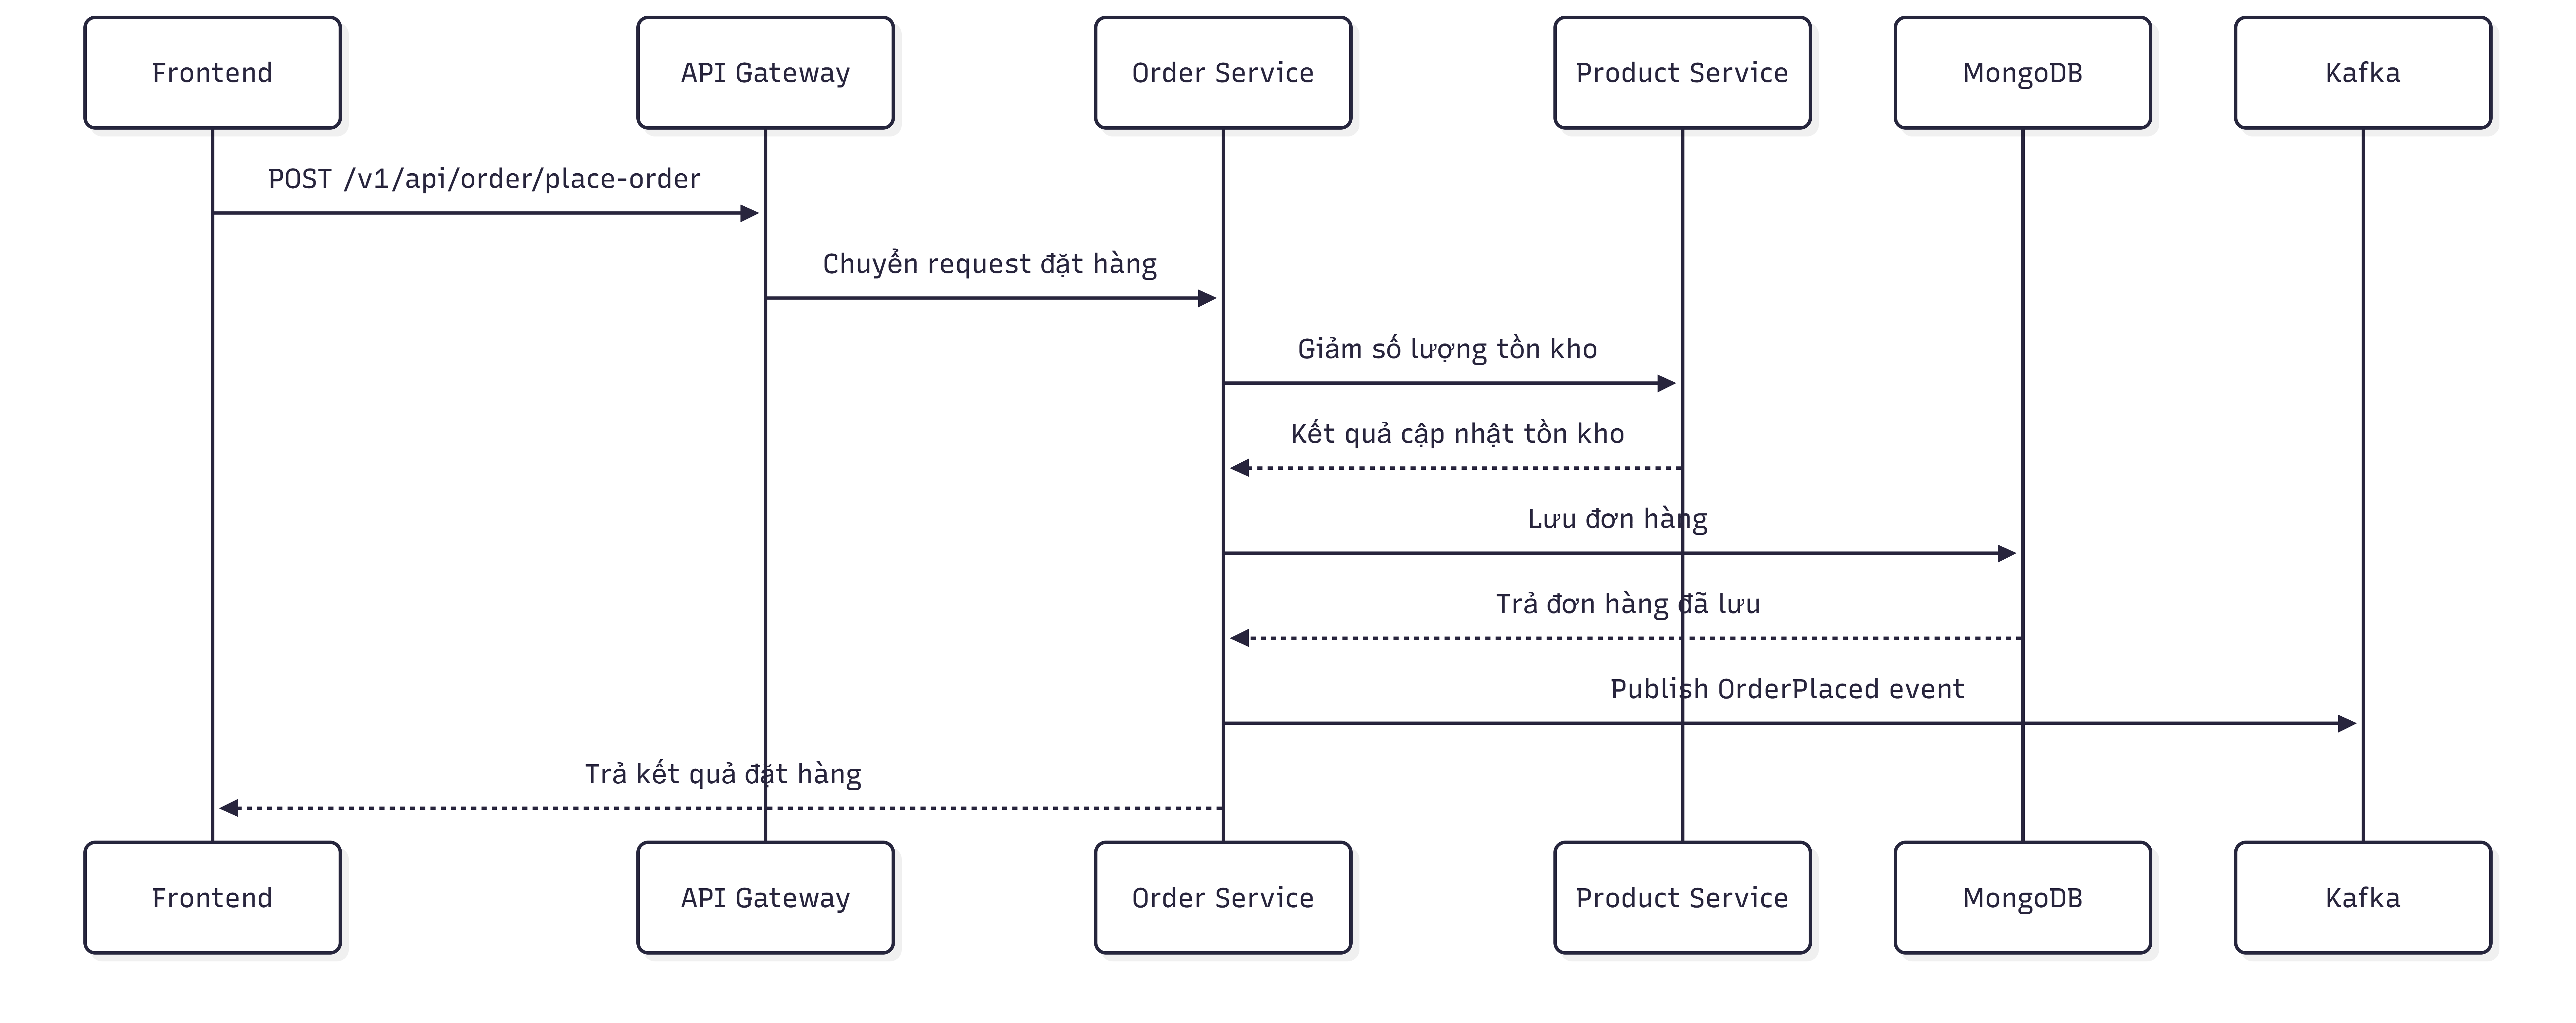 Frontend
API Gateway
Order Service
Product Service
MongoDB
Kafka
POST /v1/api/order/place-order
Chuyển request đặt hàng
Giảm số lượng tồn kho
Kết quả cập nhật tồn kho
Lưu đơn hàng
Trả đơn hàng đã lưu
Publish OrderPlaced event
Trả kết quả đặt hàng
Frontend
API Gateway
Order Service
Product Service
MongoDB
Kafka